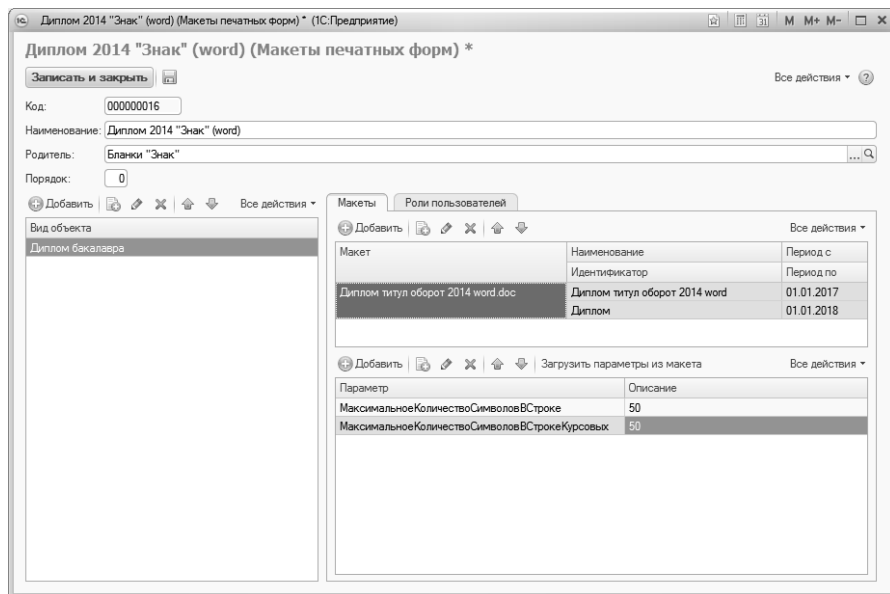 Диплом 2014 "Знак" (word) (Макеты печатных форм) * (1С:Предприятие) 31 M M+ M-
Диплом 2014 "Знак" (word) (Макеты печатных форм) *
Записать и закрыть Все действия ?
Код: 000000016
Наименование: Диплом 2014 "Знак" (word)
Родитель: Бланки "Знак" ...
Порядок: 0
Добавить Все действия Макеты Роли пользователей
Вид объекта Добавить Все действия
Диплом бакалавра Макет Наименование Период с
Идентификатор Период по
Диплом титул оборот 2014 word.doc Диплом титул оборот 2014 word 01.01.2017
Диплом 01.01.2018
Добавить Загрузить параметры из макета Все действия
Параметр Описание
МаксимальноеКоличествоСимволовВСтроке 50
МаксимальноеКоличествоСимволовВСтрокеКурсовых 50